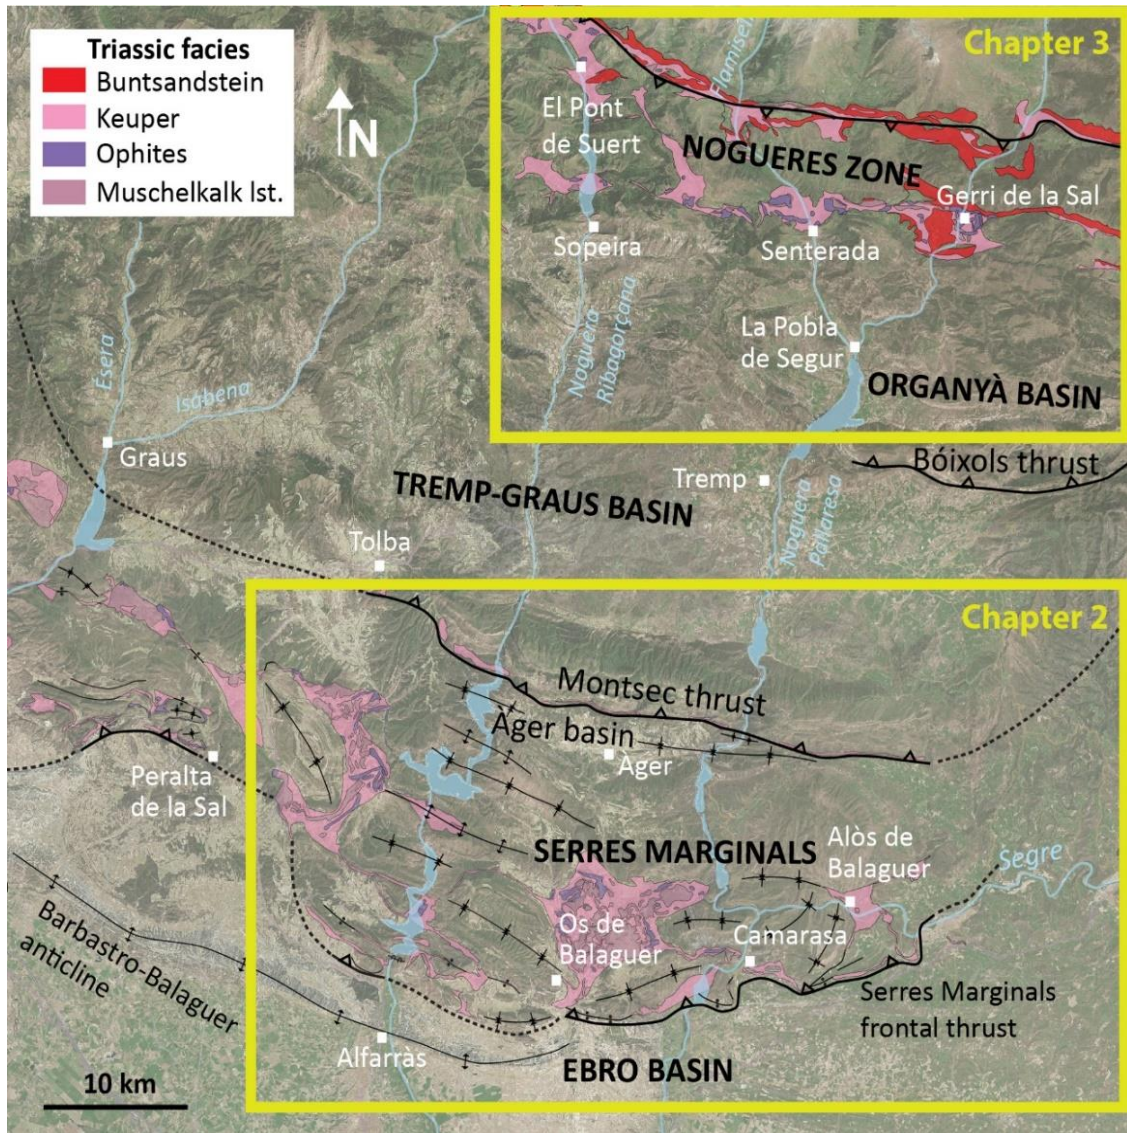 Triassic facies
Buntsandstein
Keuper
Ophites
Muschelkalk lst.
N
Chapter 3
Flamisell
El Pont
de Suert
NOGUERES ZONE
Gerri de la Sal
Sopeira
Senterada
Noguera
Ribagorçana
La Pobla
de Segur
ORGANYÀ BASIN
Ésera
Isabena
Graus
TREMP-GRAUS BASIN
Tremp
Bóixols thrust
Noguera
Pallaresa
Tolba
Chapter 2
Montsec thrust
Àger basin
Àger
Peralta
de la Sal
SERRES MARGINALS
Alòs de
Balaguer
Segre
Os de
Balaguer
Camarasa
Barbastro-Balaguer
anticline
Serres Marginals
frontal thrust
Alfarràs
EBRO BASIN
10 km